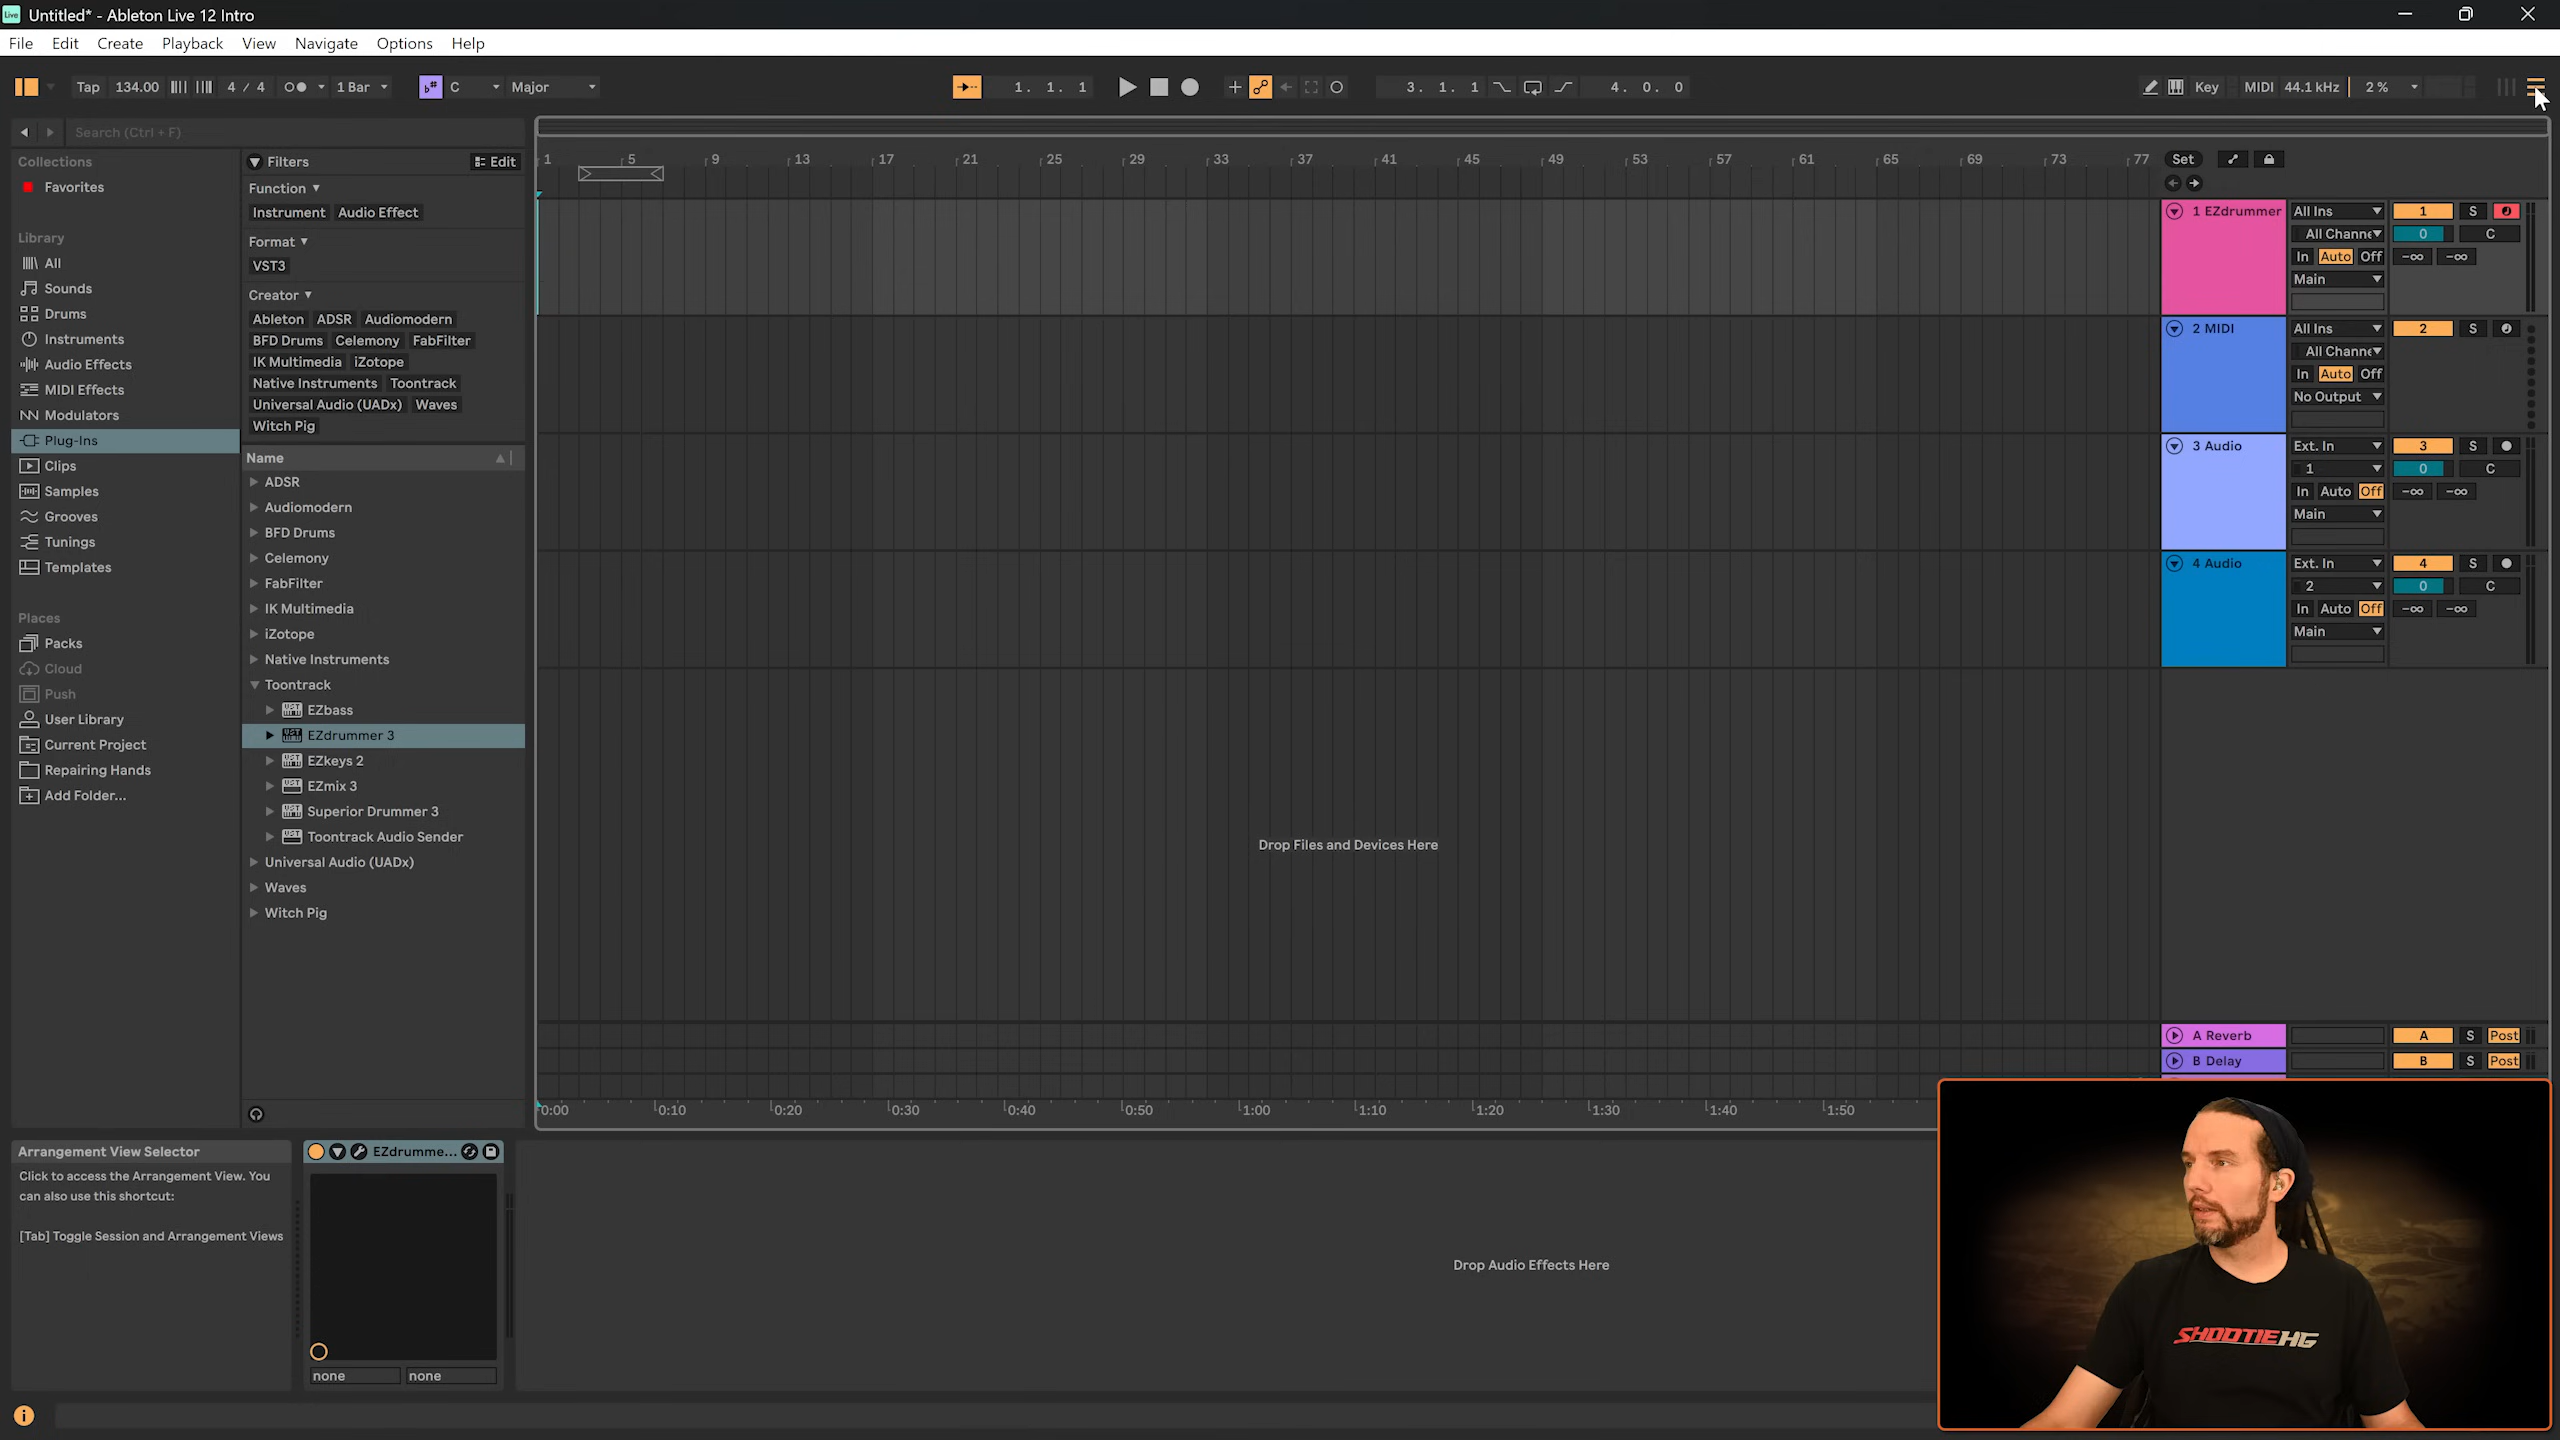 Untitled* - Ableton Live 12 Intro
File Edit Create Playback View Navigate Options Help
Tap 134.00 4 / 4 1 Bar C Major 1. 1. 1 3. 1. 1 4. 0. 0 Key MIDI 44.1 kHz 2 %
Search (Ctrl + F)
Collections
Favorites
Library
All
Sounds
Drums
Instruments
Audio Effects
MIDI Effects
Modulators
Plug-Ins
Clips
Samples
Grooves
Tunings
Templates
Places
Packs
Cloud
Push
User Library
Current Project
Repairing Hands
Add Folder...
Filters Edit
Function
Instrument Audio Effect
Format
VST3
Creator
Ableton ADSR Audiomodern
BFD Drums Celemony FabFilter
IK Multimedia iZotope
Native Instruments Toontrack
Universal Audio (UADx) Waves
Witch Pig
Name
ADSR
Audiomodern
BFD Drums
Celemony
FabFilter
IK Multimedia
iZotope
Native Instruments
Toontrack
EZbass
EZdrummer 3
EZkeys 2
EZmix 3
Superior Drummer 3
Toontrack Audio Sender
Universal Audio (UADx)
Waves
Witch Pig
1 5 9 13 17 21 25 29 33 37 41 45 49 53 57 61 65 69 73 77 Set
1 EZdrummer All Ins 1 S
All Channe 0 C
In Auto Off -∞ -∞
Main
2 MIDI All Ins 2 S
All Channe
In Auto Off
No Output
3 Audio Ext. In 3 S
1 0 C
In Auto Off -∞ -∞
Main
4 Audio Ext. In 4 S
2 0 C
In Auto Off -∞ -∞
Main
Drop Files and Devices Here
A Reverb A S Post
B Delay B S Post
0:00 0:10 0:20 0:30 0:40 0:50 1:00 1:10 1:20 1:30 1:40 1:50
Arrangement View Selector
Click to access the Arrangement View. You
can also use this shortcut:
[Tab] Toggle Session and Arrangement Views
EZdrumme...
none none
Drop Audio Effects Here
SHOOTIEHG